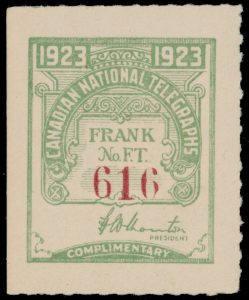 1923 1923
CANADIAN NATIONAL TELEGRAPHS
FRANK
No. F.T.
616
PRESIDENT
COMPLIMENTARY